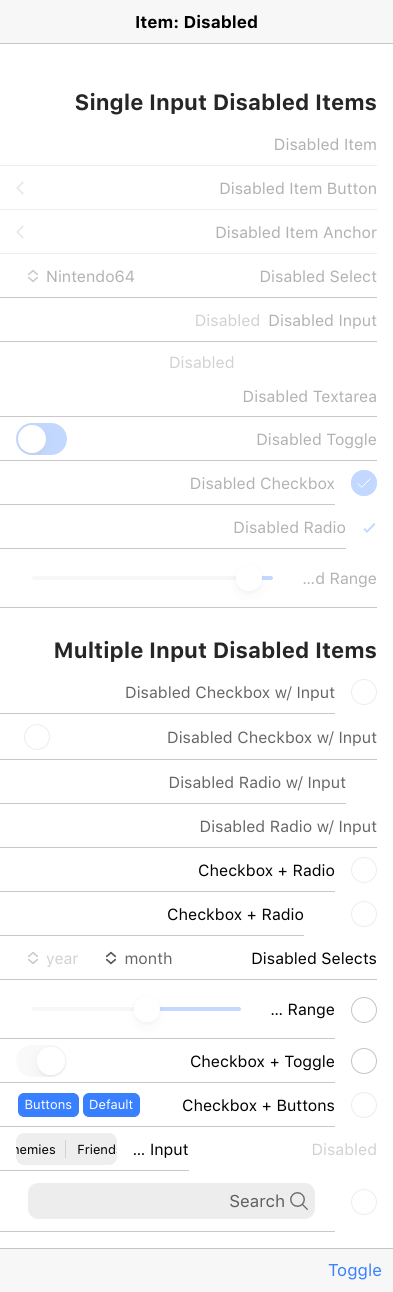 Item: Disabled
Single Input Disabled Items
Disabled Item
Disabled Item Button
Disabled Item Anchor
Disabled Select
Nintendo64
Disabled Input
Disabled
Disabled
Disabled Textarea
Disabled Toggle
Disabled Checkbox
Disabled Radio
...d Range
Multiple Input Disabled Items
Disabled Checkbox w/ Input
Disabled Checkbox w/ Input
Disabled Radio w/ Input
Disabled Radio w/ Input
Checkbox + Radio
Checkbox + Radio
Disabled Selects
month
year
... Range
Checkbox + Toggle
Checkbox + Buttons
Default
Buttons
Disabled
... Input
Friend
nemies
Search
Toggle